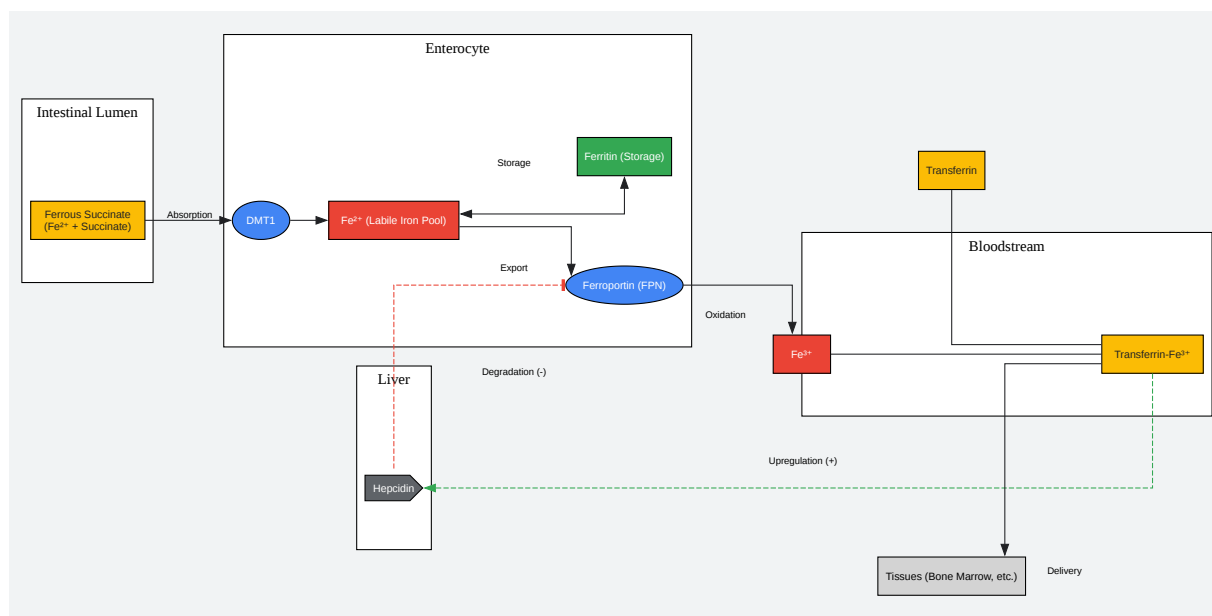 Enterocyte
Intestinal Lumen
Ferritin (Storage)
Storage
Transferrin
Ferrous Succinate
(Fe²⁺ + Succinate)
Absorption
DMT1
Fe²⁺ (Labile Iron Pool)
Bloodstream
Export
Ferroportin (FPN)
Oxidation
Fe³⁺
Transferrin-Fe³⁺
Degradation (-)
Liver
Upregulation (+)
Hepcidin
Tissues (Bone Marrow, etc.)
Delivery